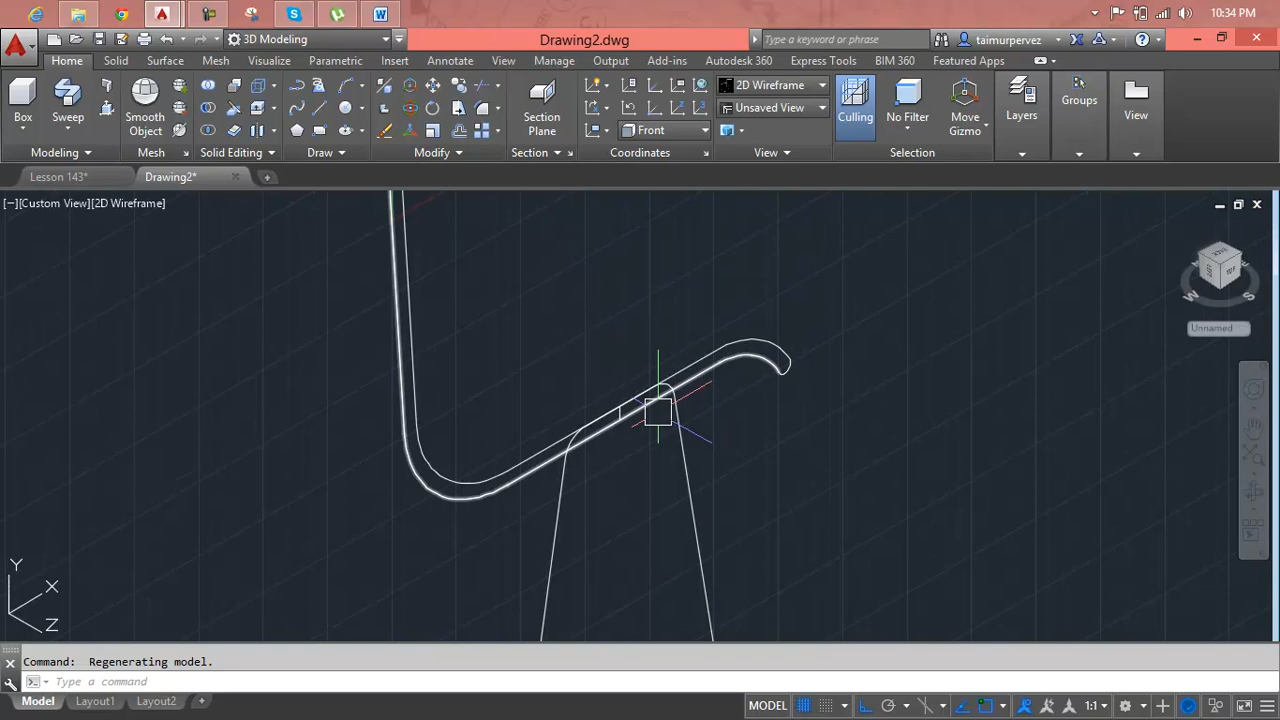 10:34 PM
3D Modeling
Drawing2.dwg
Type a keyword or phrase
taimurpervez
Home Solid Surface Mesh Visualize Parametric Insert Annotate View Manage Output Add-ins Autodesk 360 Express Tools BIM 360 Featured Apps
Box
Sweep
Smooth Object
Section Plane
2D Wireframe
Unsaved View
Front
Culling
No Filter
Move Gizmo
Layers
Groups
View
Modeling
Mesh
Solid Editing
Draw
Modify
Section
Coordinates
View
Selection
Lesson 143*
Drawing2*
[−][Custom View][2D Wireframe]
W
S
Unnamed
Y
X
Z
Command: Regenerating model.
Type a command
Model Layout1 Layout2
MODEL
1:1